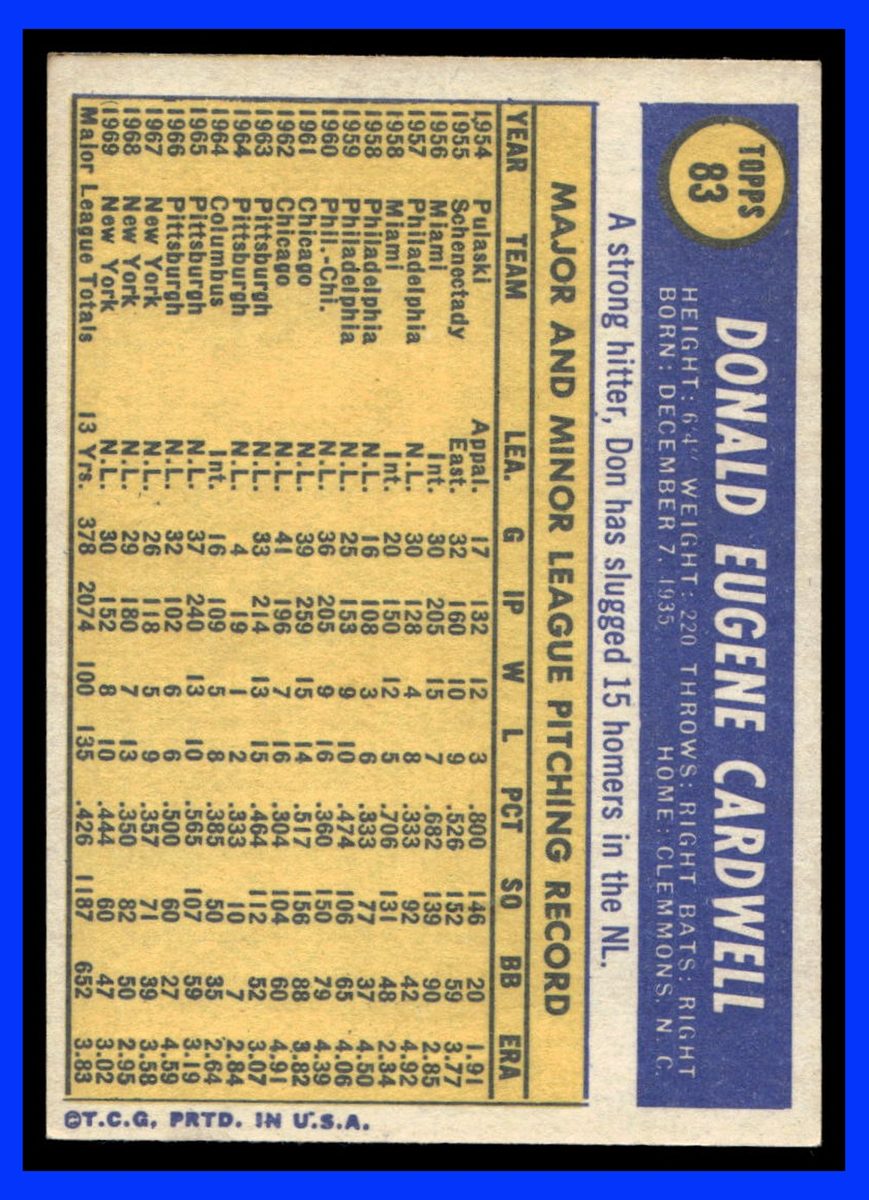 TOPPS
83
DONALD EUGENE CARDWELL
HEIGHT: 6'4" WEIGHT: 220 THROWS: RIGHT BATS: RIGHT
BORN: DECEMBER 7, 1935 HOME: CLEMMONS, N. C.
A strong hitter, Don has slugged 15 homers in the NL.
MAJOR AND MINOR LEAGUE PITCHING RECORD
YEAR TEAM LEA. G IP W L PCT SO BB ERA
1954 Pulaski Appal. 17 132 12 3 .800 146 20 1.91
1955 Schenectady East. 32 160 10 9 .526 152 59 3.77
1956 Miami Int. 30 205 15 7 .682 139 90 2.85
1957 Philadelphia N.L. 30 128 4 8 .333 92 42 4.92
1958 Miami Int. 20 150 12 5 .706 131 48 2.34
1958 Philadelphia N.L. 16 108 3 6 .333 77 37 4.50
1959 Philadelphia N.L. 25 153 9 10 .474 106 65 4.06
1960 Phil.-Chi. N.L. 36 205 9 16 .360 150 79 4.39
1961 Chicago N.L. 39 259 15 14 .517 156 88 3.82
1962 Chicago N.L. 41 196 7 16 .304 104 60 4.91
1963 Pittsburgh N.L. 33 214 13 15 .464 112 52 3.07
1964 Pittsburgh N.L. 4 19 1 2 .333 10 7 2.84
1964 Columbus Int. 16 109 5 8 .385 50 35 2.64
1965 Pittsburgh N.L. 37 240 13 10 .565 107 59 3.19
1966 Pittsburgh N.L. 32 102 6 6 .500 60 27 4.59
1967 New York N.L. 26 118 5 9 .357 71 39 3.58
1968 New York N.L. 29 180 7 13 .350 82 50 2.95
1969 New York N.L. 30 152 8 10 .444 60 47 3.02
Major League Totals 13 Yrs. 378 2074 100 135 .426 1187 652 3.83
©T.C.G. PRTD. IN U.S.A.